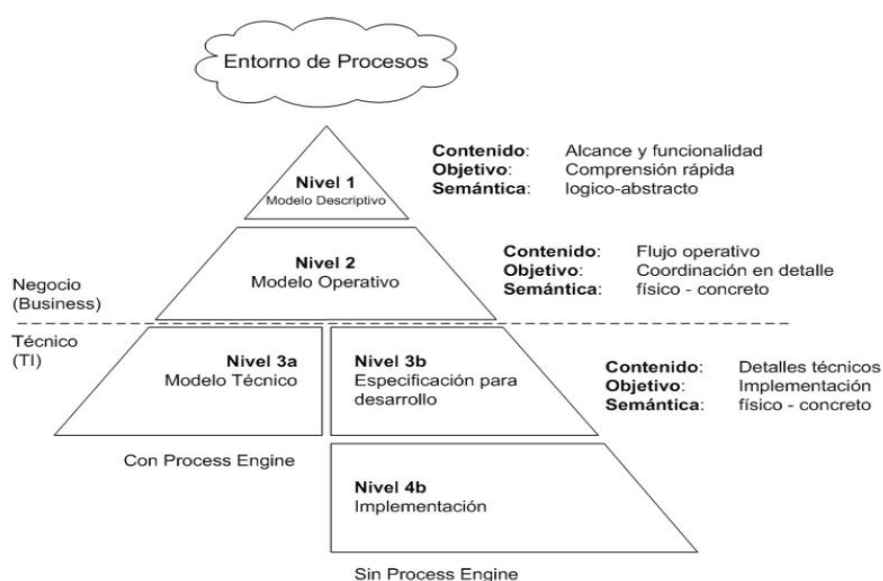 Entorno de Procesos
Nivel 1
Modelo Descriptivo
Contenido: Alcance y funcionalidad
Objetivo: Comprensión rápida
Semántica: logico-abstracto
Nivel 2
Modelo Operativo
Contenido: Flujo operativo
Objetivo: Coordinación en detalle
Semántica: físico - concreto
Negocio
(Business)
Técnico
(TI)
Nivel 3a
Modelo Técnico
Nivel 3b
Especificación para
desarrollo
Contenido: Detalles técnicos
Objetivo: Implementación
Semántica: físico - concreto
Con Process Engine
Nivel 4b
Implementación
Sin Process Engine